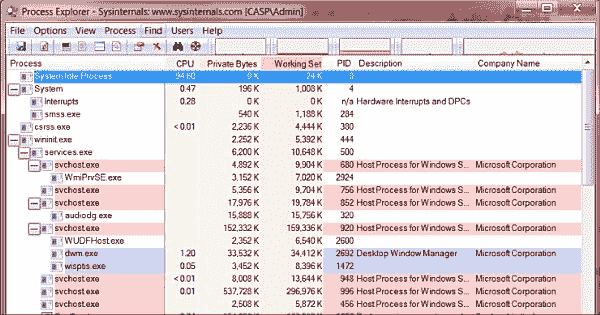 Process Explorer - Sysinternals: www.sysinternals.com [CASP\Admin]
File Options View Process Find Users Help
Process CPU Private Bytes Working Set PID Description Company Name
System Idle Process 94.60 0 K 24 K 0
System 0.47 196 K 1,008 K 4
Interrupts 0.28 0 K 0 K n/a Hardware Interrupts and DPCs
smss.exe 540 K 1,188 K 284
csrss.exe < 0.01 2,236 K 4,444 K 380
wininit.exe 2,252 K 5,392 K 444
services.exe 6,200 K 10,648 K 500
svchost.exe 4,892 K 9,904 K 680 Host Process for Windows S... Microsoft Corporation
WmiPrvSE.exe 3,152 K 7,020 K 2924
svchost.exe 5,356 K 9,704 K 756 Host Process for Windows S... Microsoft Corporation
svchost.exe 17,976 K 19,784 K 852 Host Process for Windows S... Microsoft Corporation
audiodg.exe 15,888 K 15,756 K 320
svchost.exe 152,332 K 159,336 K 920 Host Process for Windows S... Microsoft Corporation
WUDFHost.exe 2,352 K 6,540 K 2600
dwm.exe 1.20 33,532 K 34,412 K 2692 Desktop Window Manager Microsoft Corporation
wisptis.exe 0.05 3,452 K 8,396 K 1472
svchost.exe < 0.01 8,008 K 13,644 K 948 Host Process for Windows S... Microsoft Corporation
svchost.exe 0.01 537,728 K 296,976 K 996 Host Process for Windows S... Microsoft Corporation
svchost.exe 2,508 K 5,872 K 456 Host Process for Windows S... Microsoft Corporation